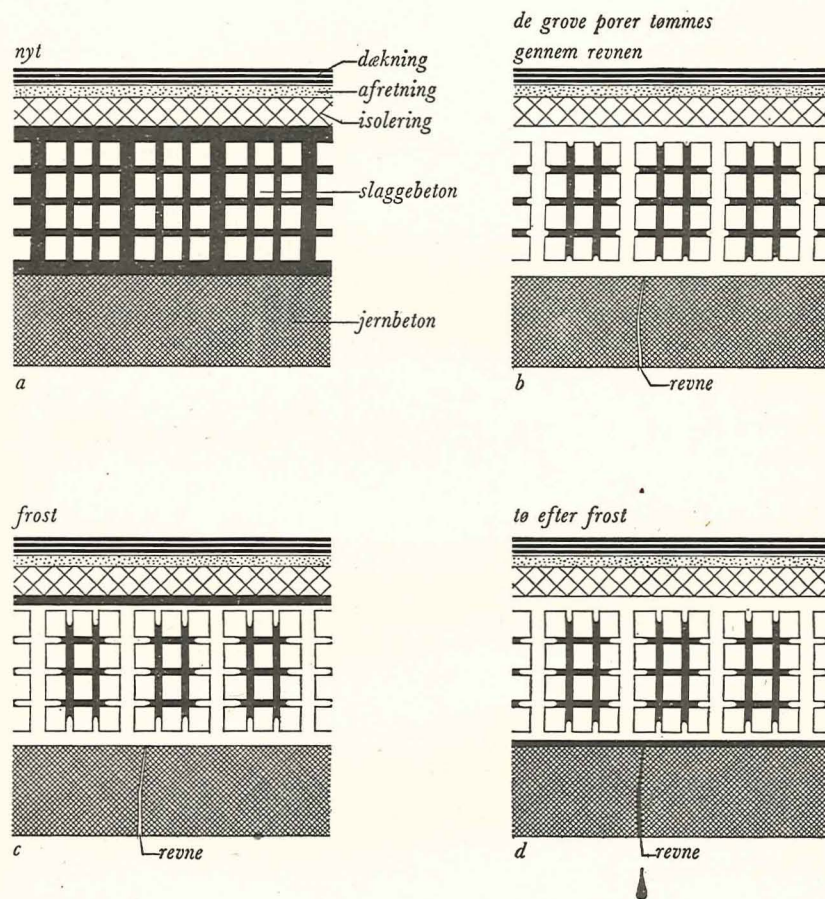 nyt
dækning
afretning
isolering
slaggebeton
jernbeton
a
de grove porer tømmes
gennem revnen
revne
b
frost
revne
c
tø efter frost
revne
d